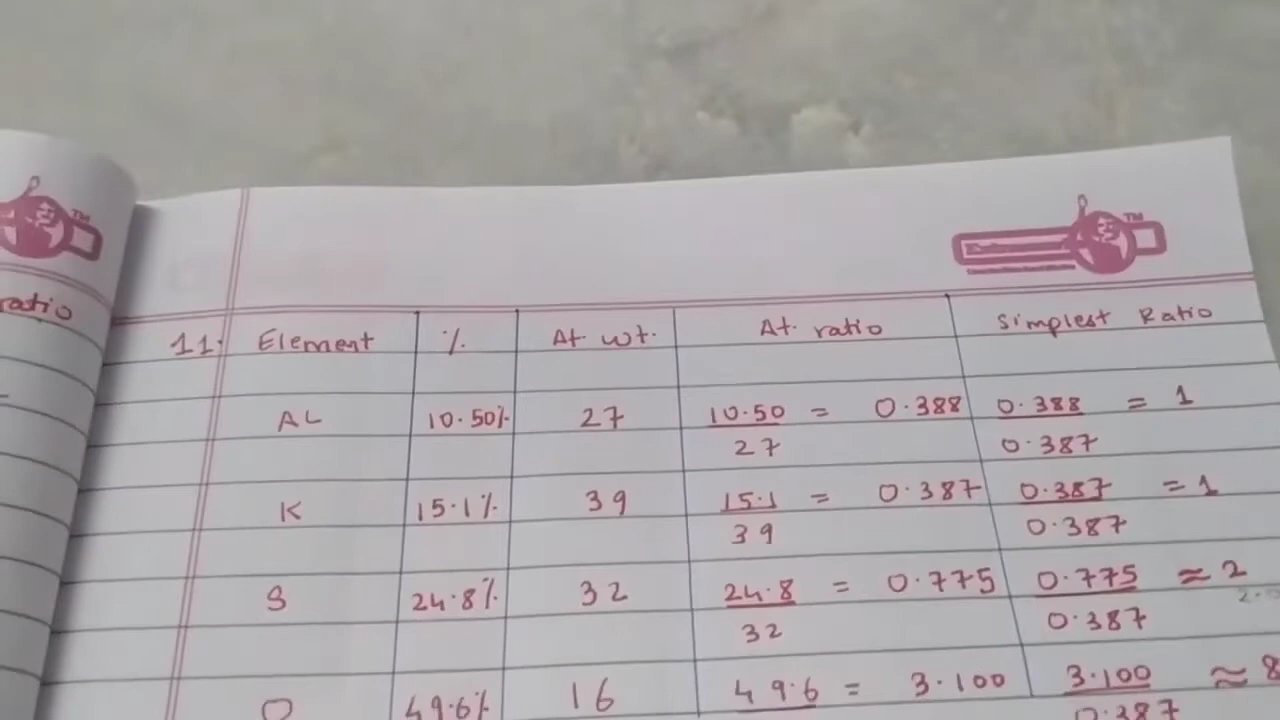 ratio
11. Element % At. wt. At. ratio Simplest Ratio
AL 10.50% 27 10.50 = 0.388 0.388 = 1
27 0.387
K 15.1% 39 15.1 = 0.387 0.387 = 1
39 0.387
S 24.8% 32 24.8 = 0.775 0.775 ≈ 2
32 0.387
O 49.6% 16 49.6 = 3.100 3.100 ≈ 8
0.387